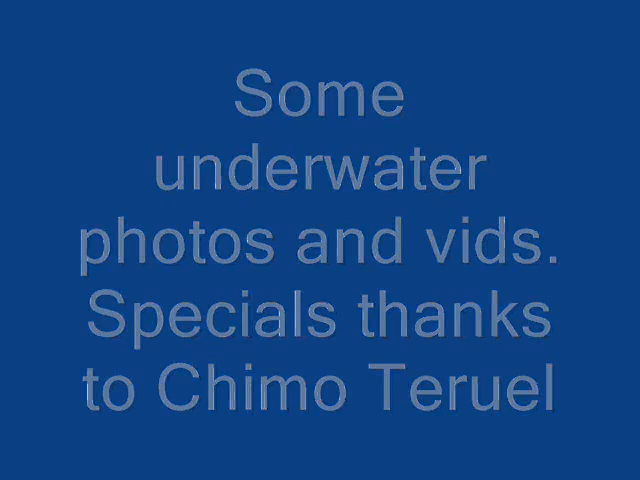 Some
underwater
photos and vids.
Specials thanks
to Chimo Teruel